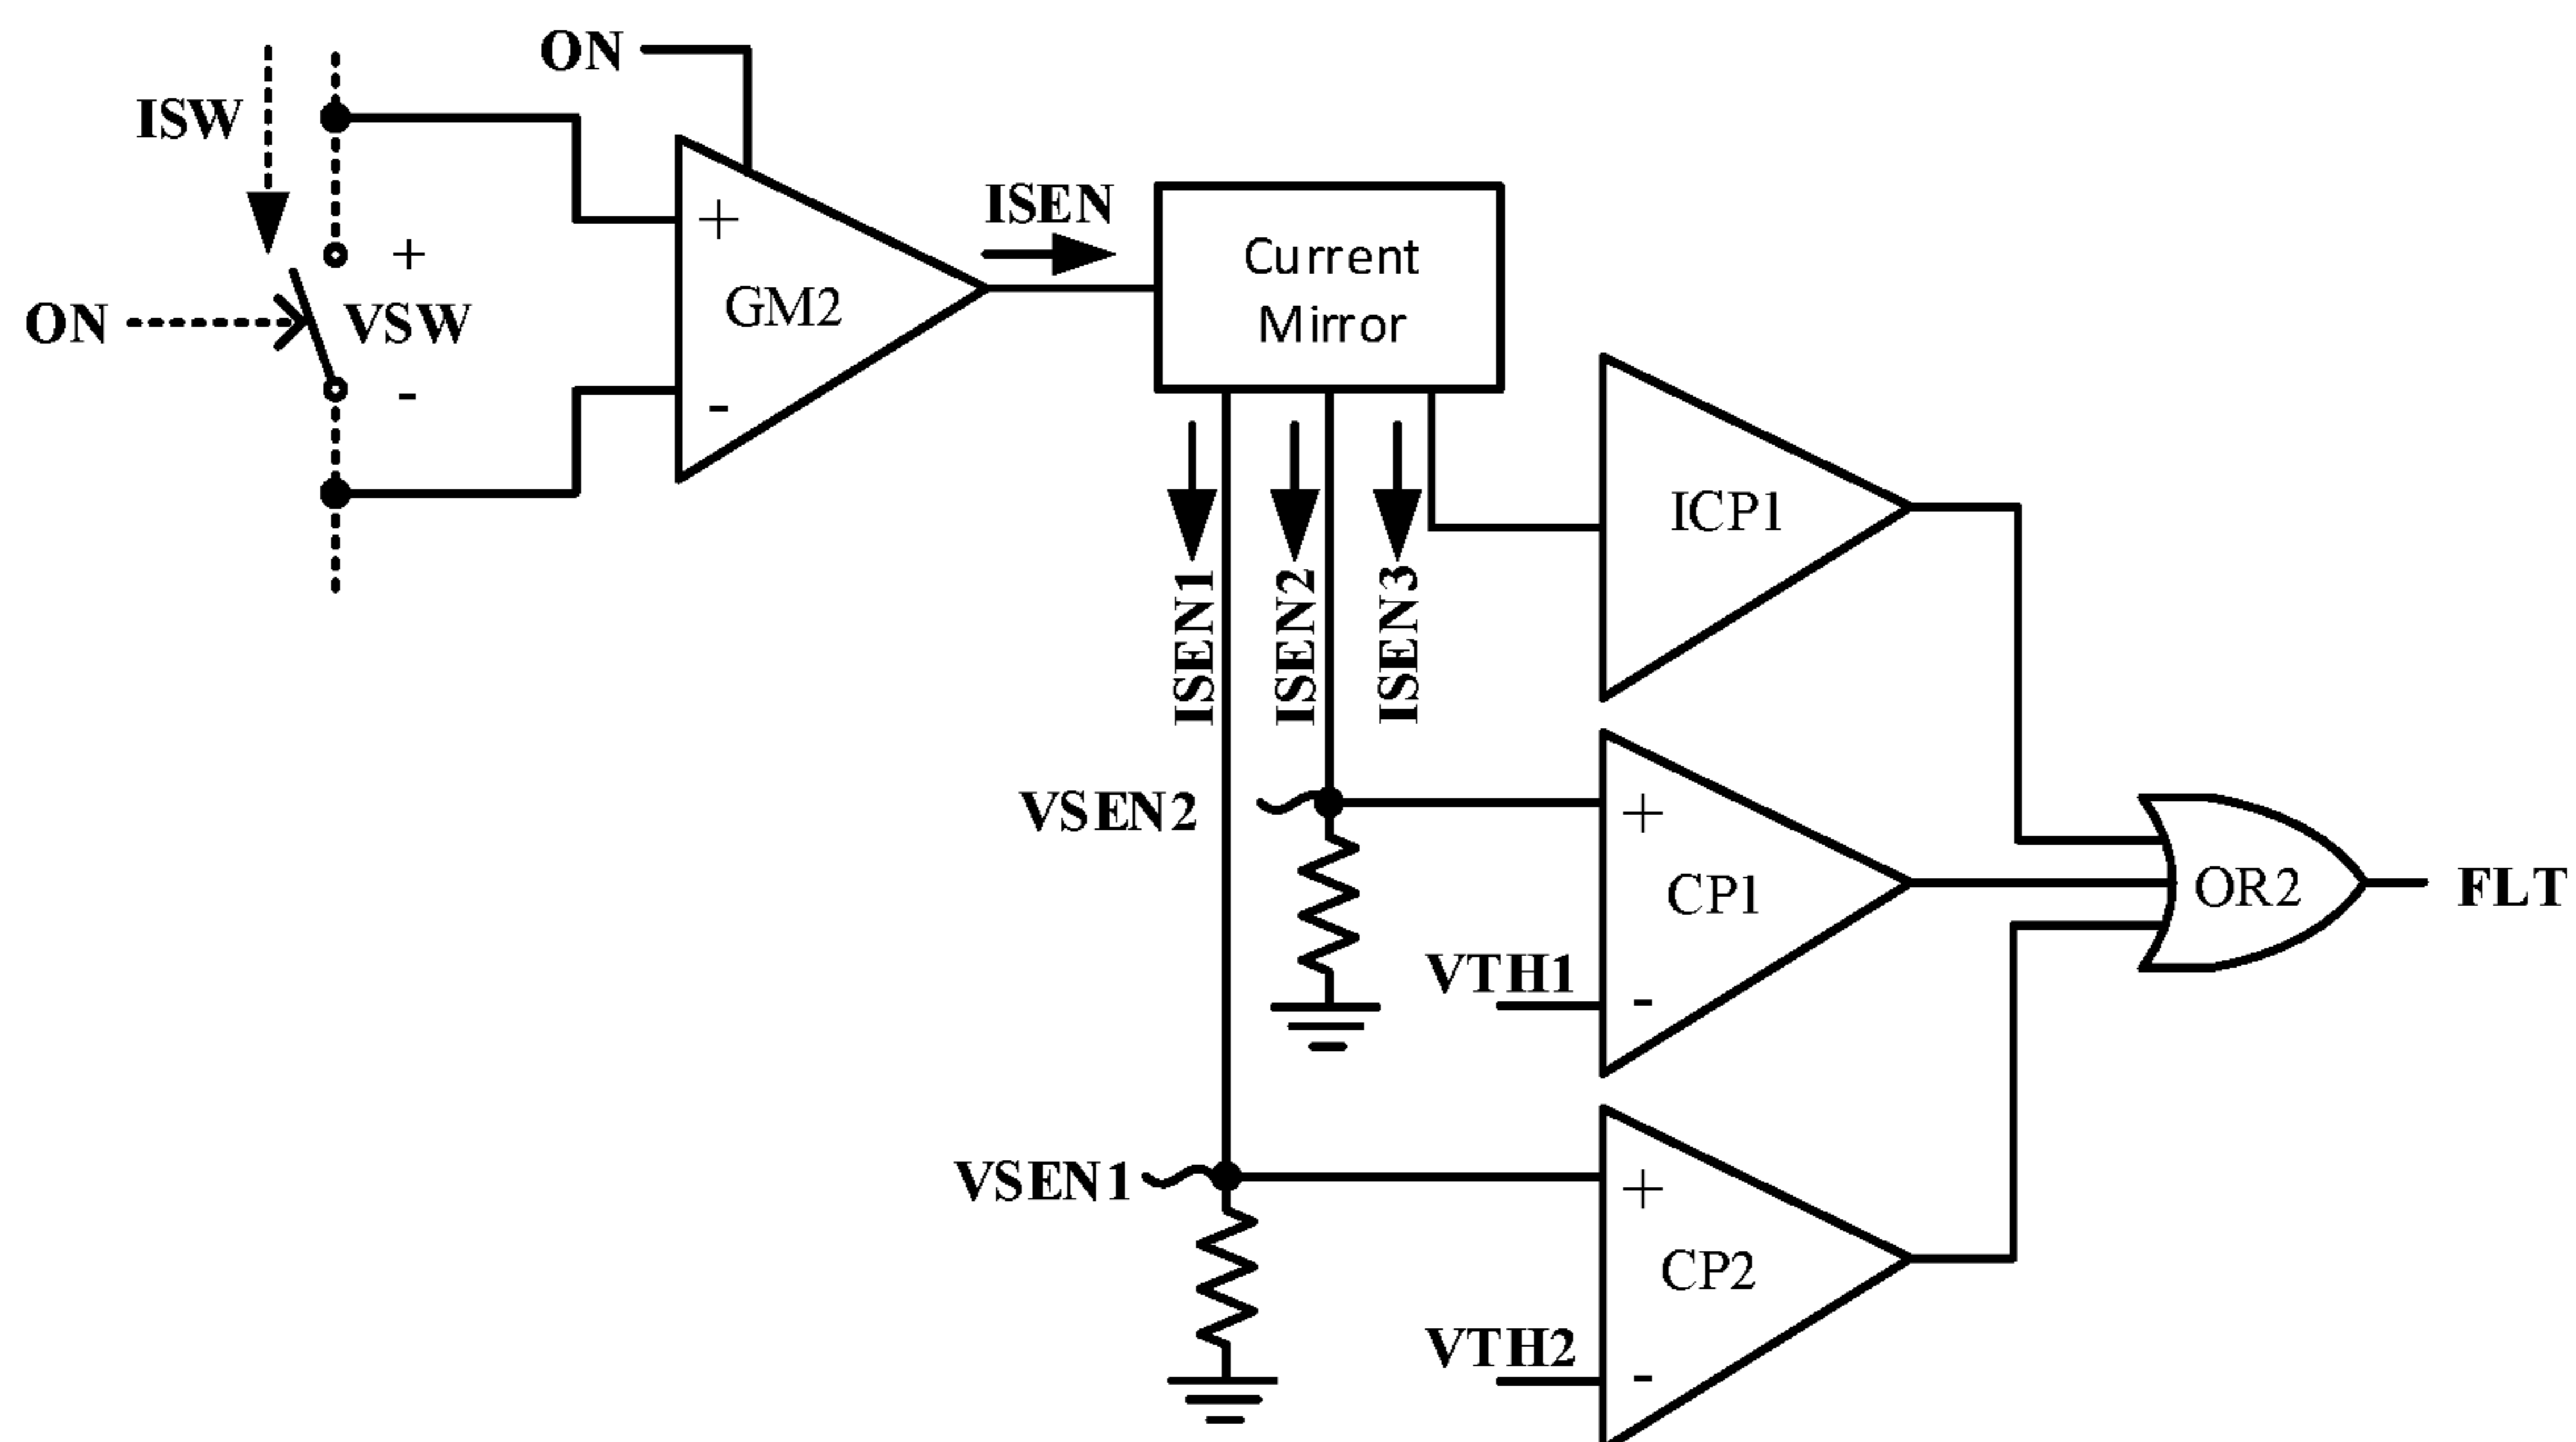 ON
ISW
+
ON
VSW
-
+
GM2
-
ISEN
Current
Mirror
ISEN1
ISEN2
ISEN3
ICP1
VSEN2
+
CP1
VTH1
-
OR2
FLT
VSEN1
+
CP2
VTH2
-